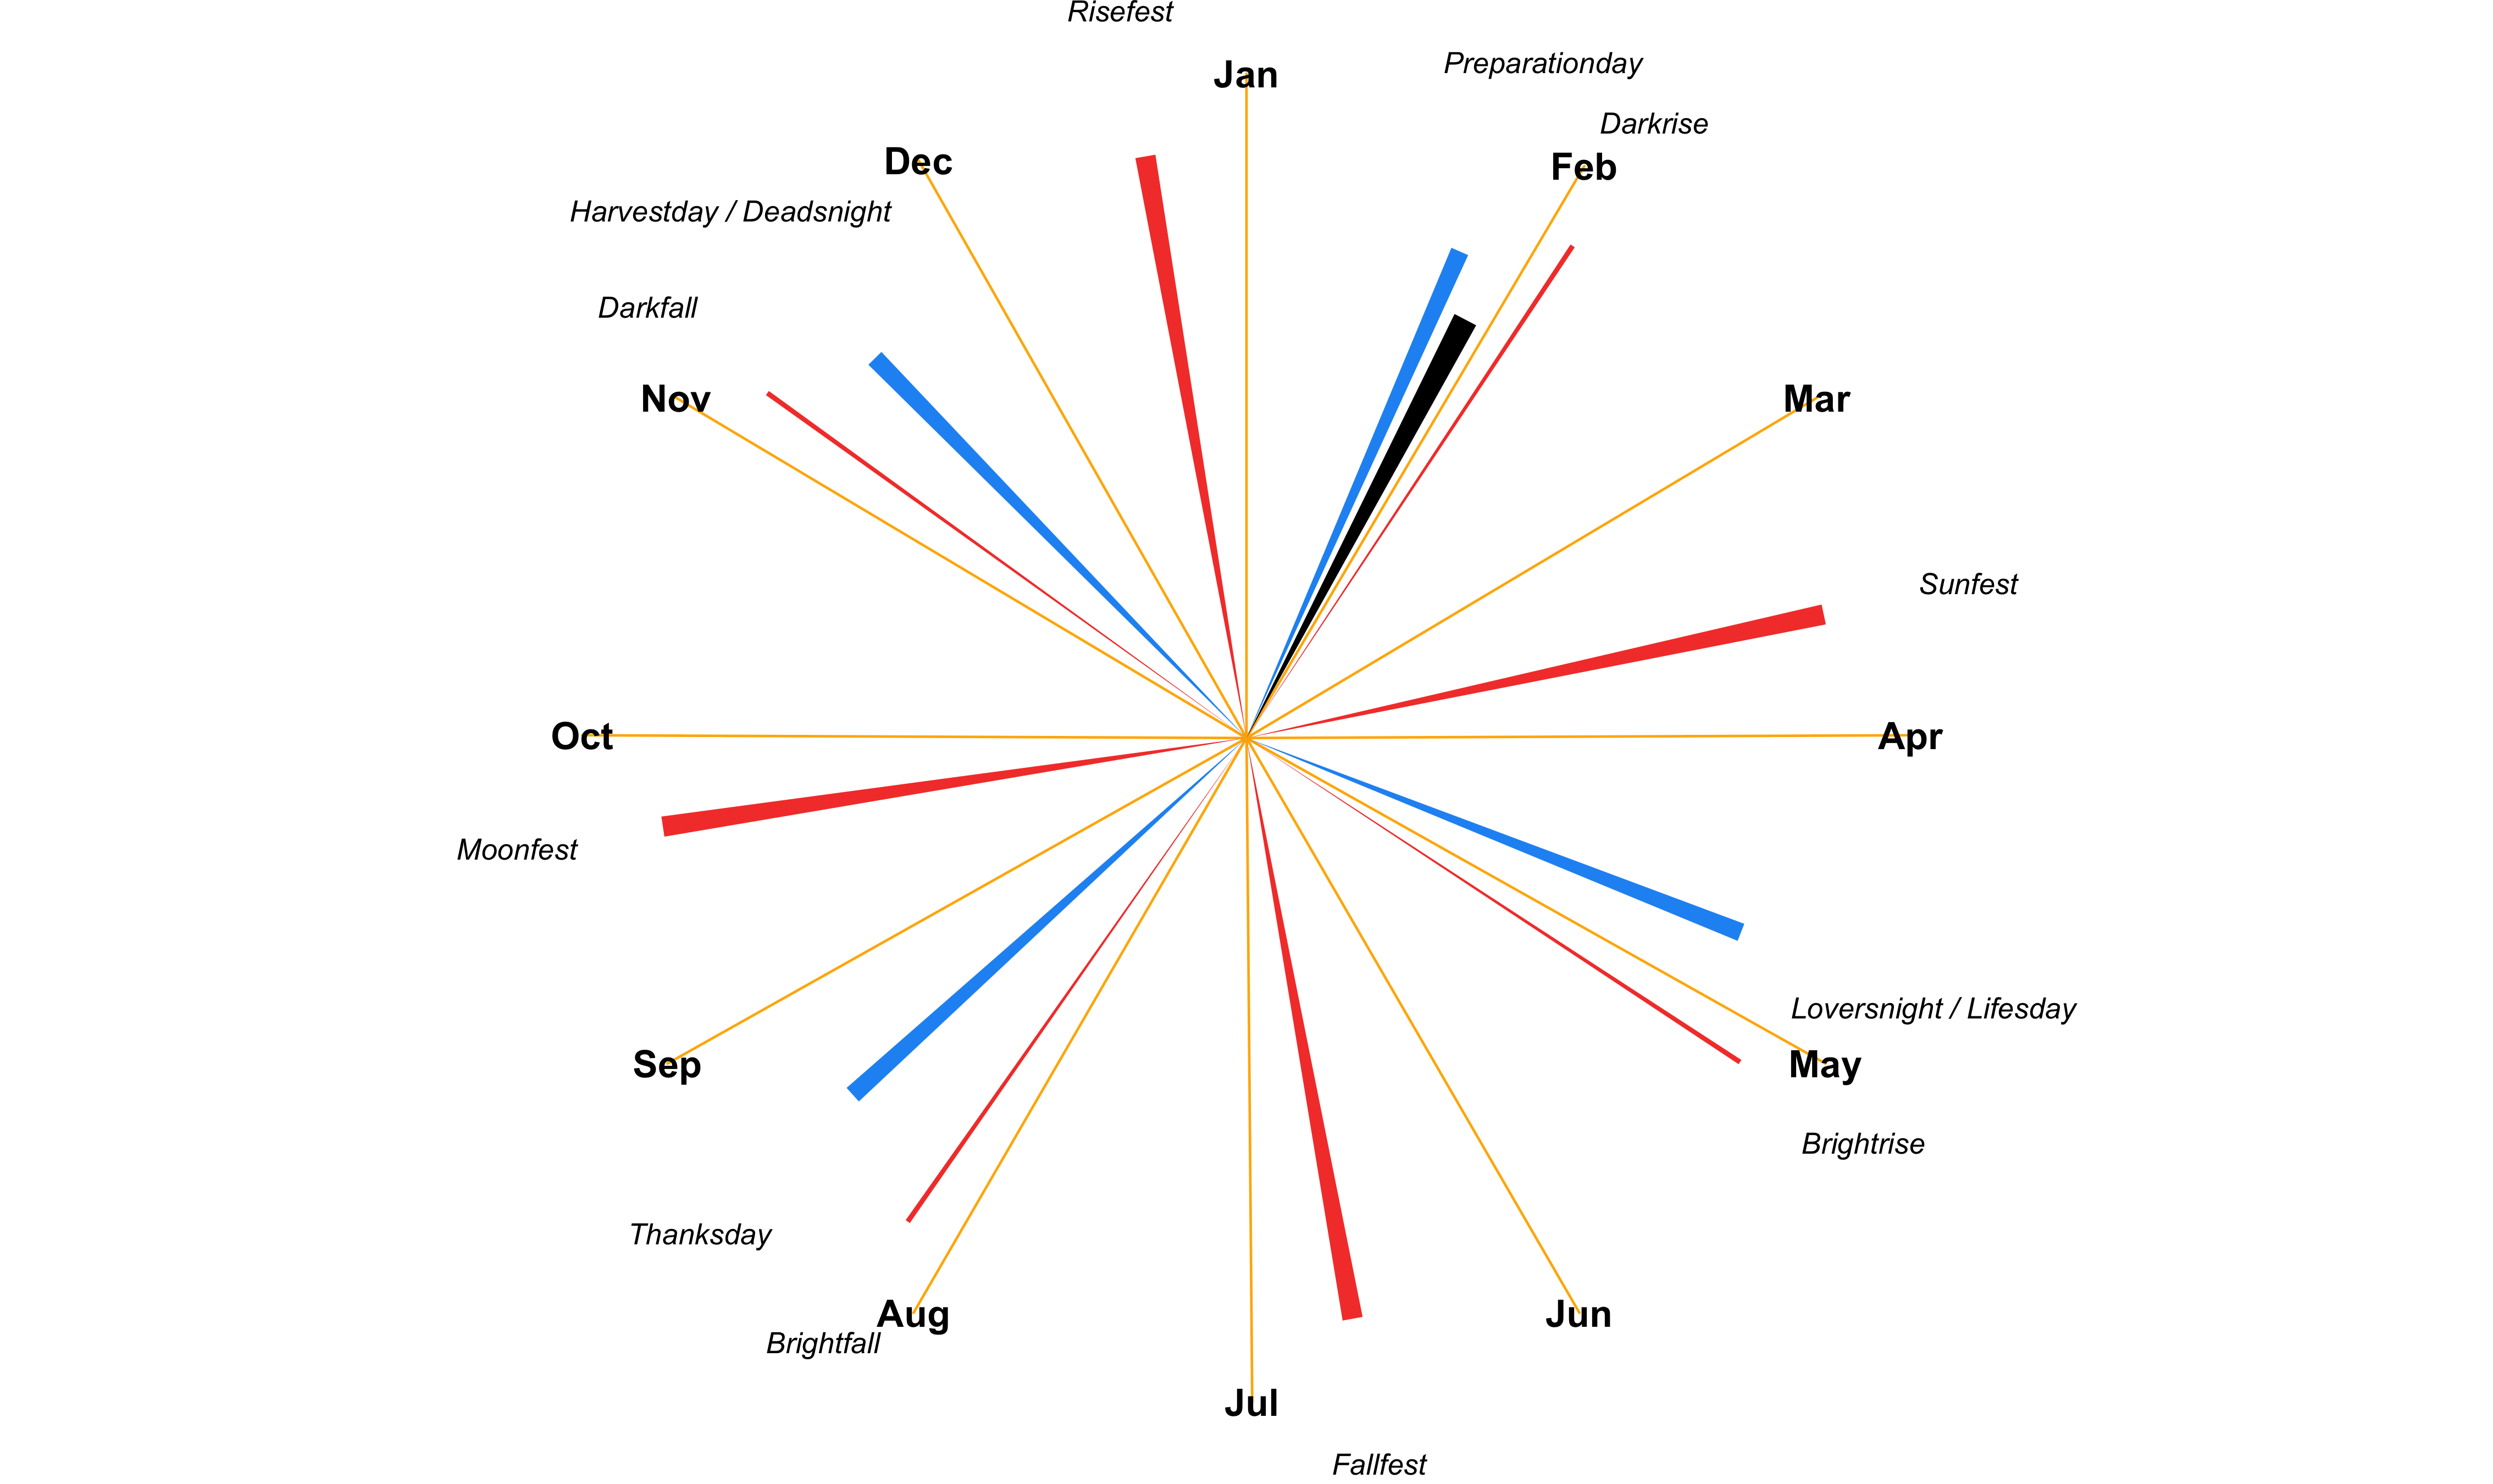 Risefest
Preparationday
Jan
Darkrise
Dec
Feb
Harvestday / Deadsnight
Darkfall
Nov
Mar
Sunfest
Oct
Apr
Moonfest
Loversnight / Lifesday
Sep
May
Brightrise
Thanksday
Aug
Jun
Brightfall
Jul
Fallfest